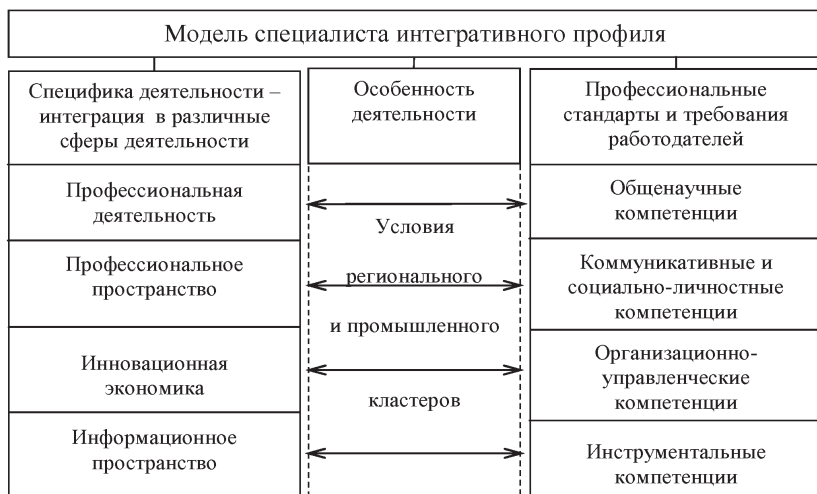 Модель специалиста интегративного профиля
Специфика деятельности –
интеграция в различные
сферы деятельности
Особенность
деятельности
Профессиональные
стандарты и требования
работодателей
Профессиональная
деятельность
Общенаучные
компетенции
Условия
регионального
и промышленного
кластеров
Профессиональное
пространство
Коммуникативные и
социально-личностные
компетенции
Инновационная
экономика
Организационно-
управленческие
компетенции
Информационное
пространство
Инструментальные
компетенции